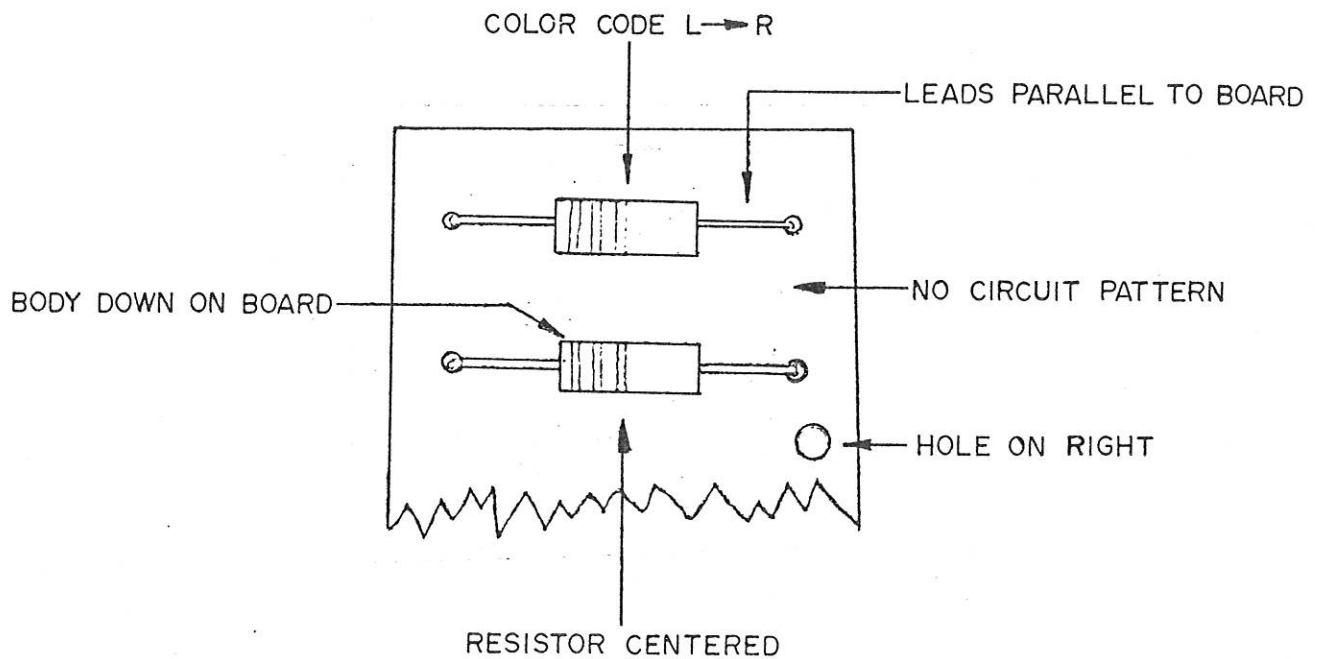 COLOR CODE L→R
LEADS PARALLEL TO BOARD
BODY DOWN ON BOARD
NO CIRCUIT PATTERN
HOLE ON RIGHT
RESISTOR CENTERED